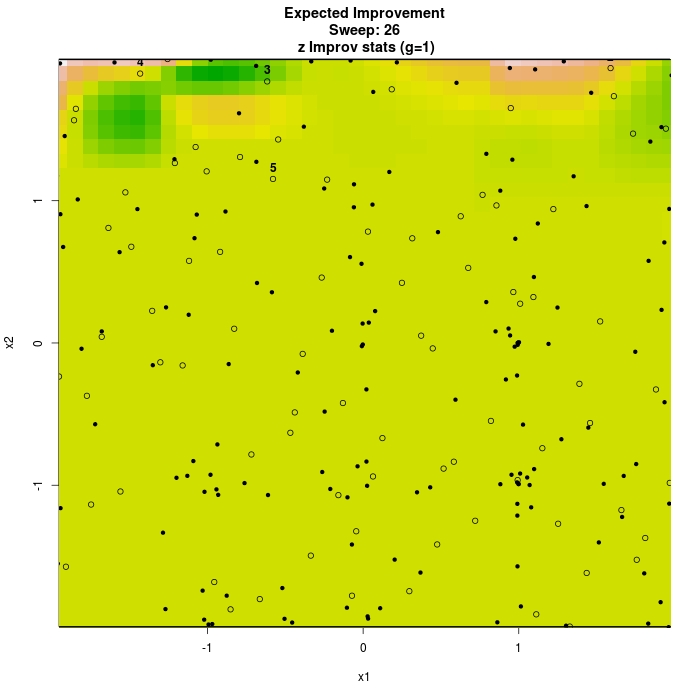 Expected Improvement
Sweep: 26
z Improv stats (g=1)
4
3
5
1
0
-1
x2
-1
0
1
x1